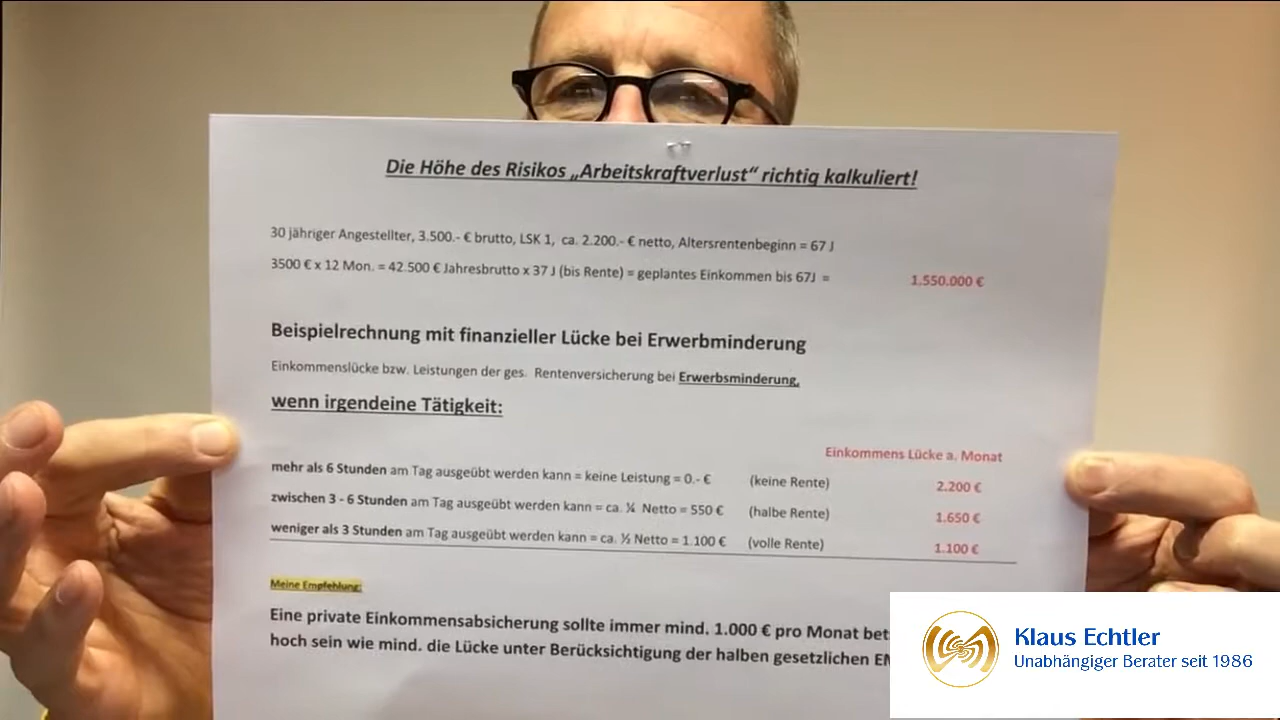 Die Höhe des Risikos „Arbeitskraftverlust“ richtig kalkuliert!
30 jähriger Angestellter, 3.500.- € brutto, LSK 1, ca. 2.200.- € netto, Altersrentenbeginn = 67 J
3500 € x 12 Mon. = 42.500 € Jahresbrutto x 37 J (bis Rente) = geplantes Einkommen bis 67J = 1.550.000 €
Beispielrechnung mit finanzieller Lücke bei Erwerbminderung
Einkommenslücke bzw. Leistungen der ges. Rentenversicherung bei Erwerbsminderung,
wenn irgendeine Tätigkeit:
Einkommens Lücke a. Monat
mehr als 6 Stunden am Tag ausgeübt werden kann = keine Leistung = 0.- € (keine Rente) 2.200 €
zwischen 3 - 6 Stunden am Tag ausgeübt werden kann = ca. ¼ Netto = 550 € (halbe Rente) 1.650 €
weniger als 3 Stunden am Tag ausgeübt werden kann = ca. ½ Netto = 1.100 € (volle Rente) 1.100 €
Meine Empfehlung:
Eine private Einkommensabsicherung sollte immer mind. 1.000 € pro Monat
hoch sein wie mind. die Lücke unter Berücksichtigung der halben gesetzlichen
Klaus Echtler
Unabhängiger Berater seit 1986